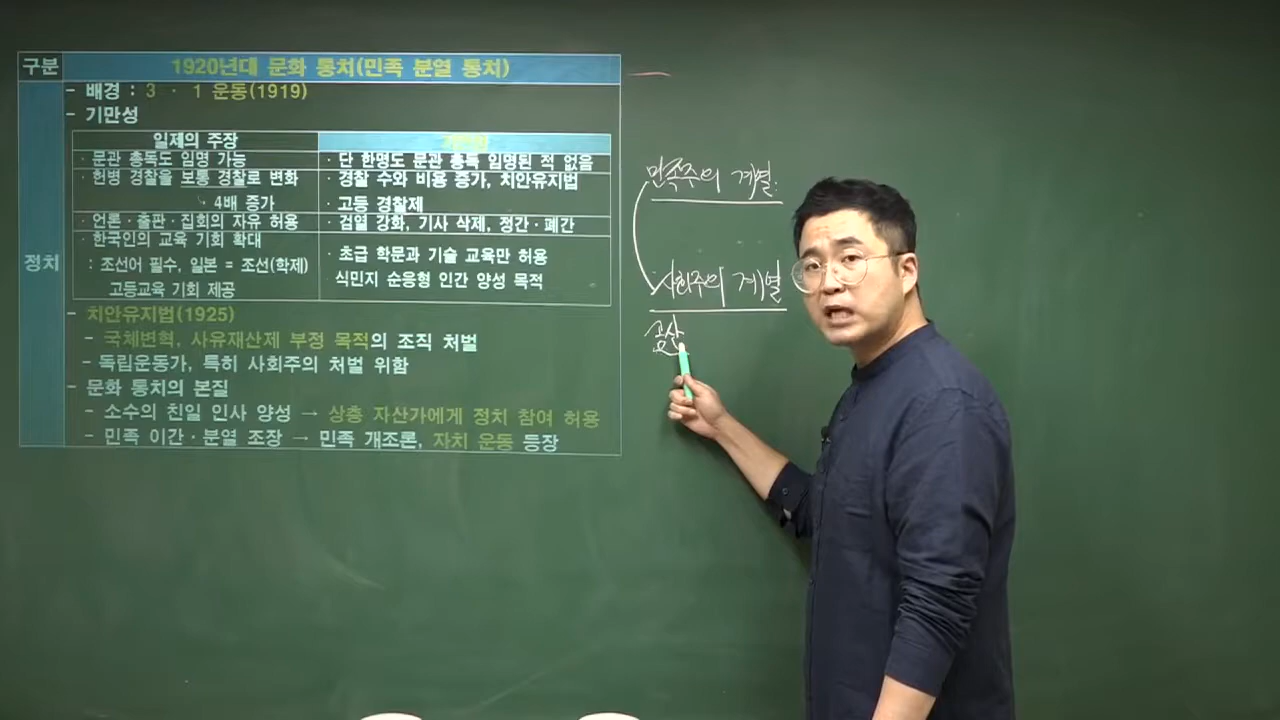 구분
1920년대 문화 통치(민족 분열 통치)
정치
- 배경 : 3 · 1 운동(1919)
- 기만성
일제의 주장
· 문관 총독도 임명 가능
· 단 한명도 문관 총독 임명된 적 없음
· 헌병 경찰을 보통 경찰로 변화
↳ 4배 증가
· 경찰 수와 비용 증가, 치안유지법
· 고등 경찰제
· 언론·출판·집회의 자유 허용
· 검열 강화, 기사 삭제, 정간·폐간
· 한국인의 교육 기회 확대
: 조선어 필수, 일본 = 조선(학제)
고등교육 기회 제공
· 초급 학문과 기술 교육만 허용
식민지 순응형 인간 양성 목적
- 치안유지법(1925)
- 국체변혁, 사유재산제 부정 목적의 조직 처벌
- 독립운동가, 특히 사회주의 처벌 위함
- 문화 통치의 본질
- 소수의 친일 인사 양성 → 상층 자산가에게 정치 참여 허용
- 민족 이간·분열 조장 → 민족 개조론, 자치 운동 등장
민족주의 계열:
사회주의 계열
공산